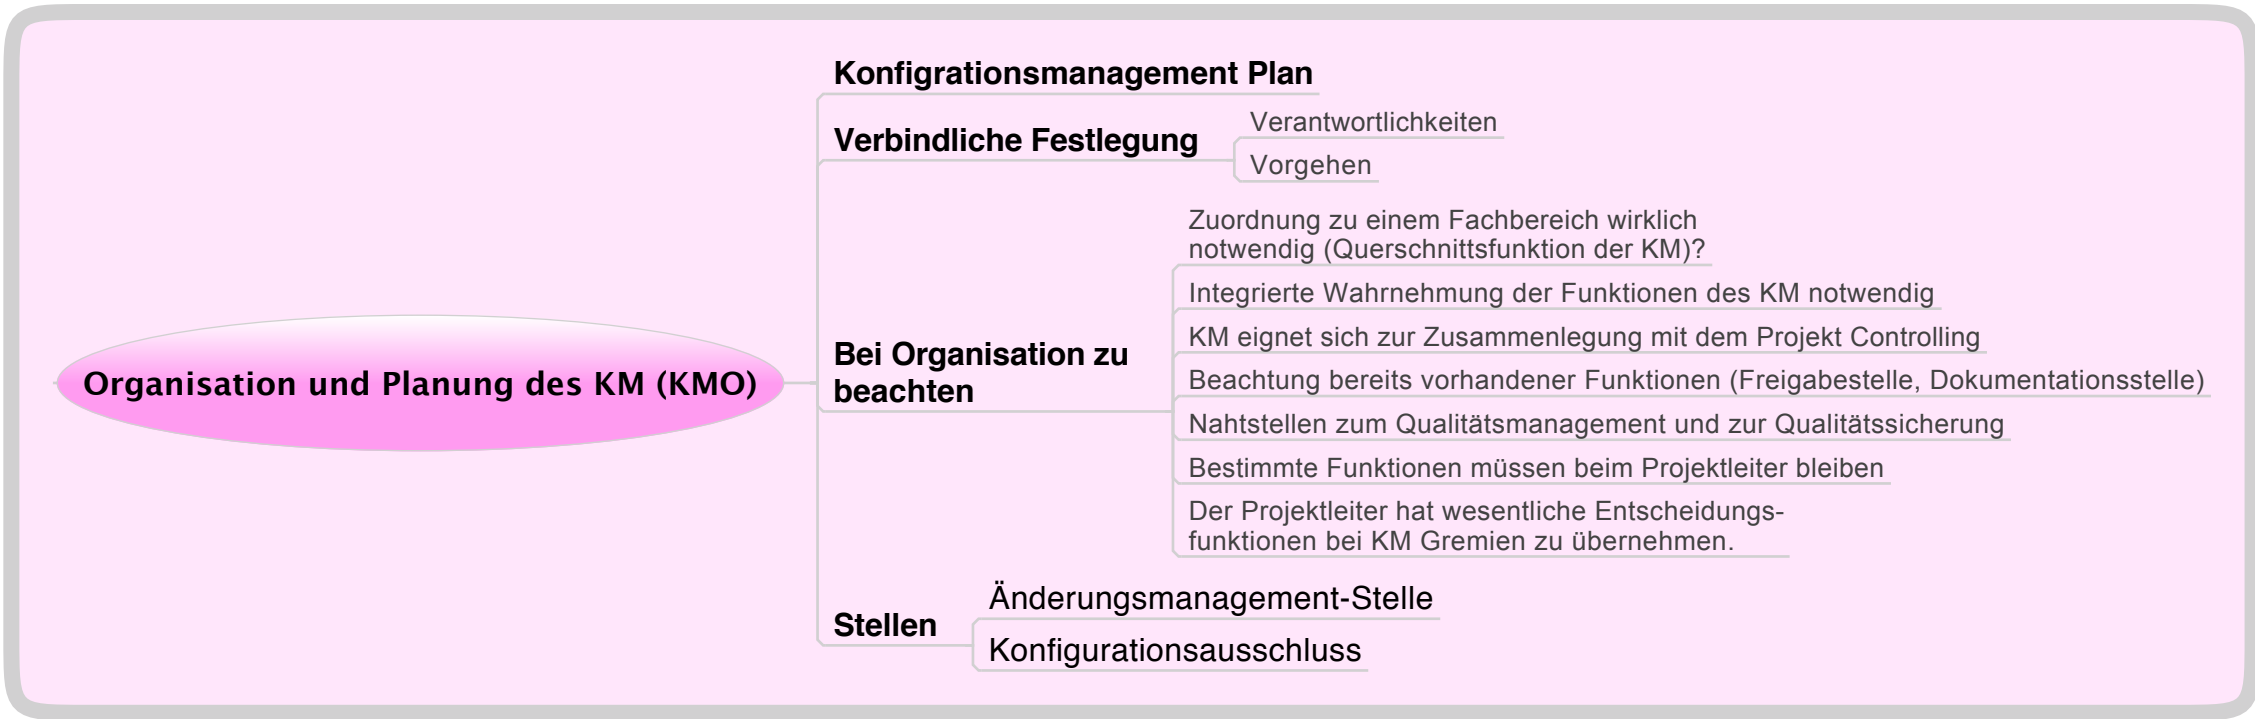 Konfigrationsmanagement Plan
Verbindliche Festlegung
Verantwortlichkeiten
Vorgehen
Organisation und Planung des KM (KMO)
Bei Organisation zu
beachten
Zuordnung zu einem Fachbereich wirklich
notwendig (Querschnittsfunktion der KM)?
Integrierte Wahrnehmung der Funktionen des KM notwendig
KM eignet sich zur Zusammenlegung mit dem Projekt Controlling
Beachtung bereits vorhandener Funktionen (Freigabestelle, Dokumentationsstelle)
Nahtstellen zum Qualitätsmanagement und zur Qualitätssicherung
Bestimmte Funktionen müssen beim Projektleiter bleiben
Der Projektleiter hat wesentliche Entscheidungs-
funktionen bei KM Gremien zu übernehmen.
Stellen
Änderungsmanagement-Stelle
Konfigurationsausschluss